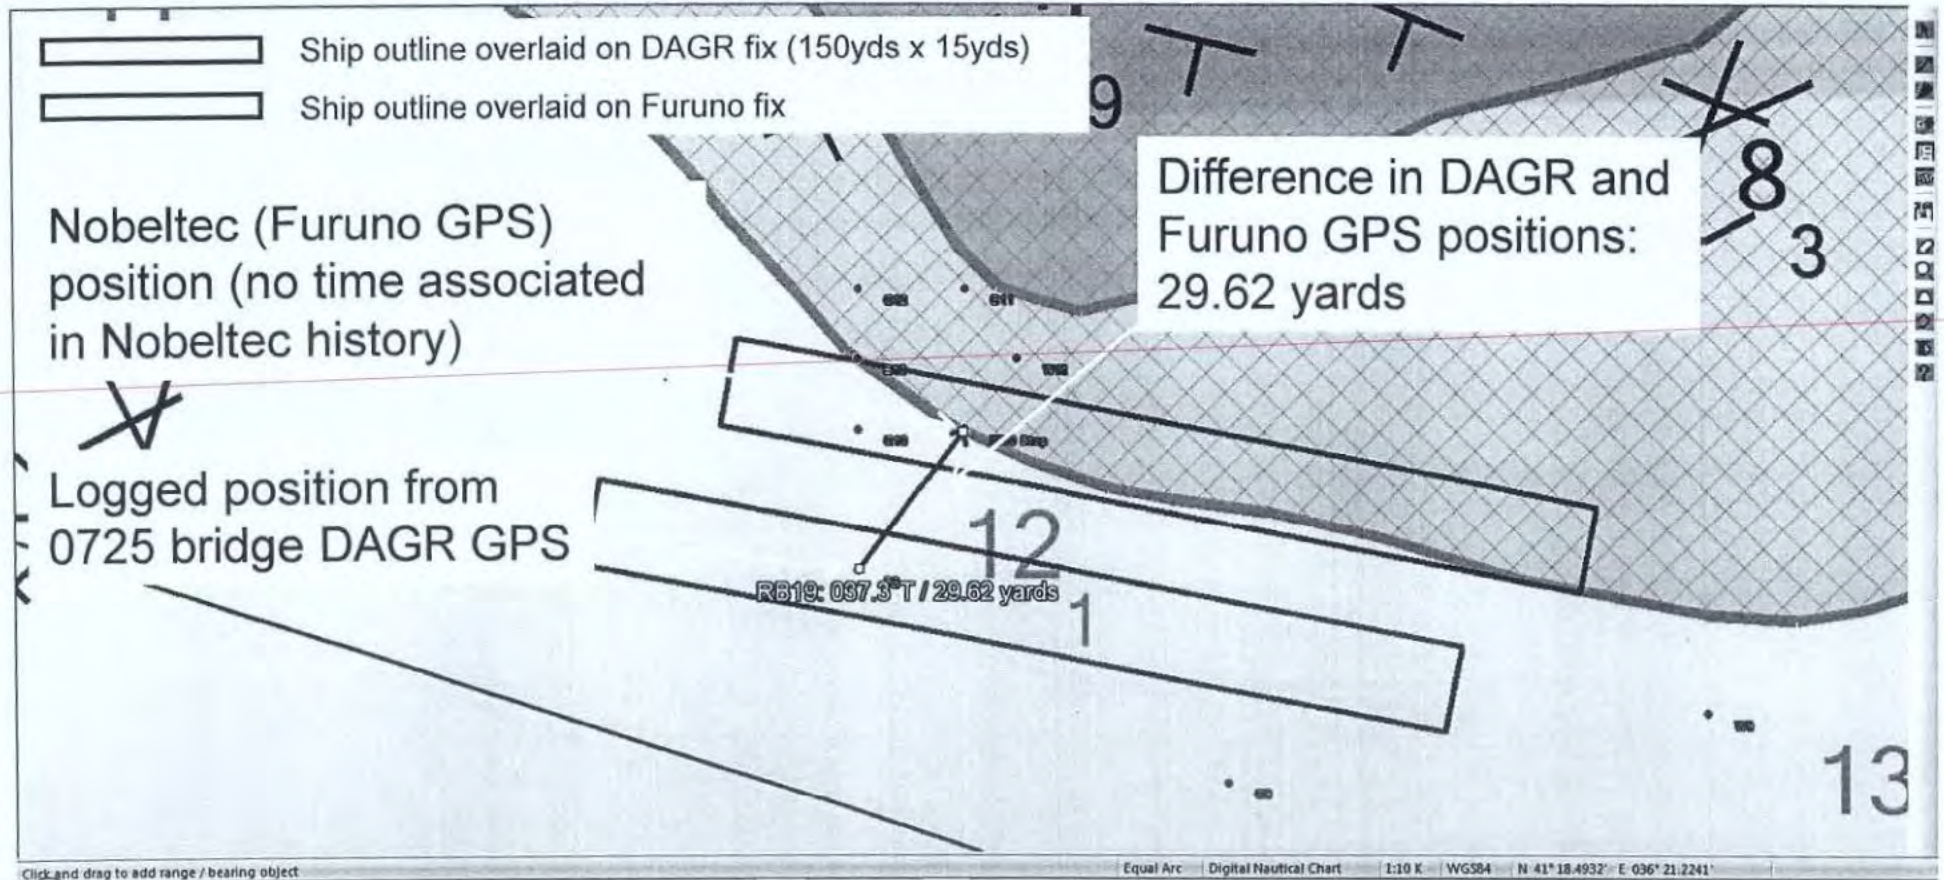 Ship outline overlaid on DAGR fix (150yds x 15yds)
Ship outline overlaid on Furuno fix
9
Difference in DAGR and
Furuno GPS positions:
29.62 yards
8
3
Nobeltec (Furuno GPS)
position (no time associated
in Nobeltec history)
Logged position from
0725 bridge DAGR GPS
12
RB19: 037.3°T / 29.62 yards
1
13
Click and drag to add range / bearing object
Equal Arc
Digital Nautical Chart
1:10 K
WGS84
N 41° 18.4932' E 036° 21.2241'